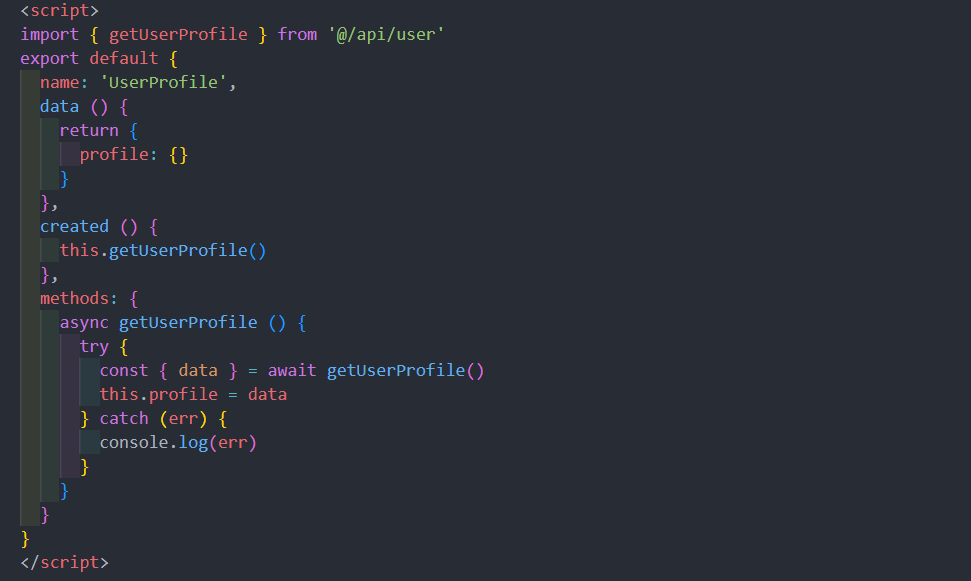 <script>
import { getUserProfile } from '@/api/user'
export default {
  name: 'UserProfile',
  data () {
    return {
      profile: {}
    }
  },
  created () {
    this.getUserProfile()
  },
  methods: {
    async getUserProfile () {
      try {
        const { data } = await getUserProfile()
        this.profile = data
      } catch (err) {
        console.log(err)
      }
    }
  }
}
</script>